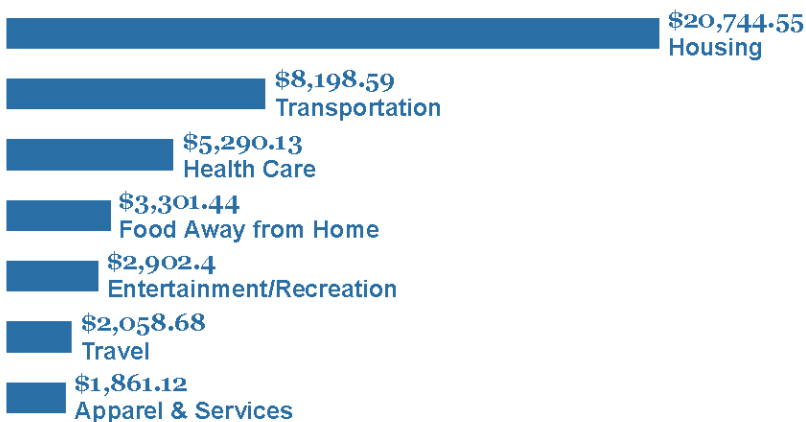 $20,744.55
Housing
$8,198.59
Transportation
$5,290.13
Health Care
$3,301.44
Food Away from Home
$2,902.4
Entertainment/Recreation
$2,058.68
Travel
$1,861.12
Apparel & Services